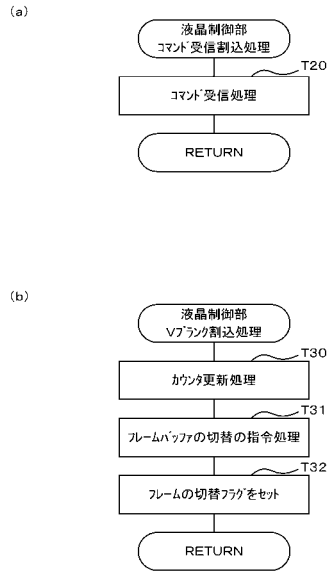 (a)
液晶制御部
コマンド受信割込処理
T20
コマンド受信処理
RETURN
(b)
液晶制御部
Vブランク割込処理
T30
カウンタ更新処理
T31
フレームバッファの切替の指令処理
T32
フレームの切替フラグをセット
RETURN